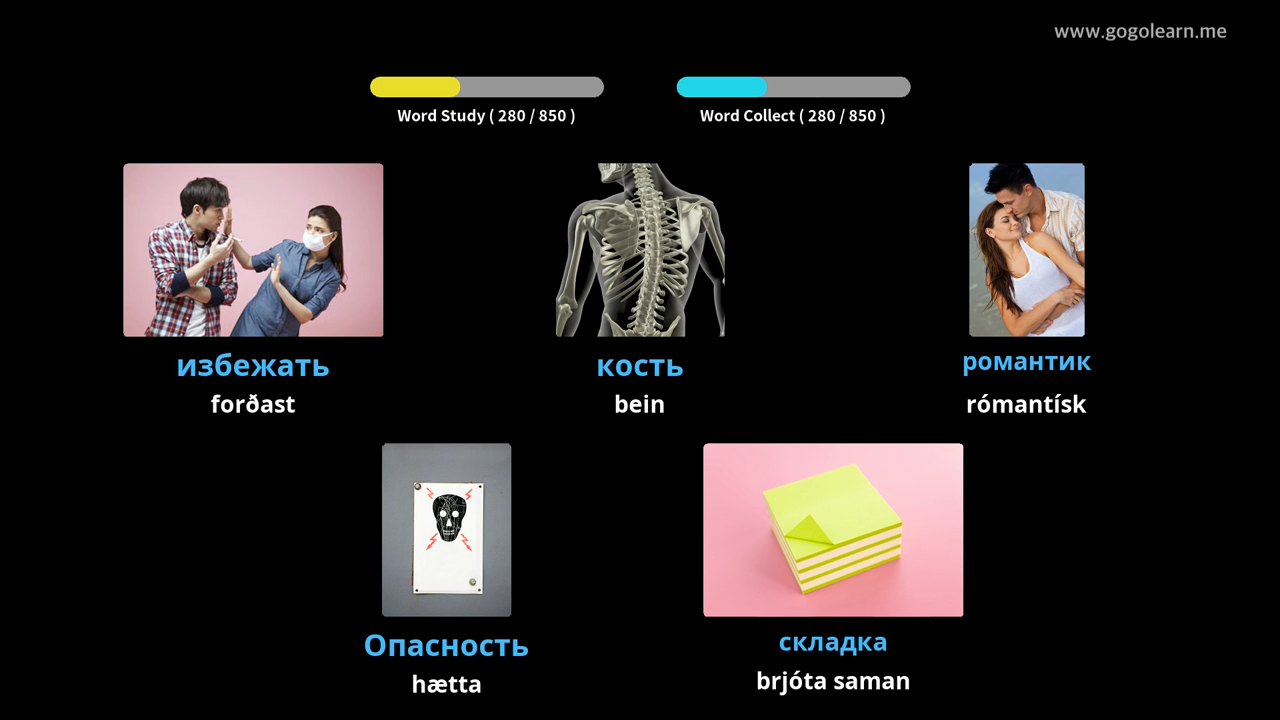 www.gogolearn.me
Word Study ( 280 / 850 )
Word Collect ( 280 / 850 )
избежать
forðast
кость
bein
романтик
rómantísk
Опасность
hætta
складка
brjóta saman